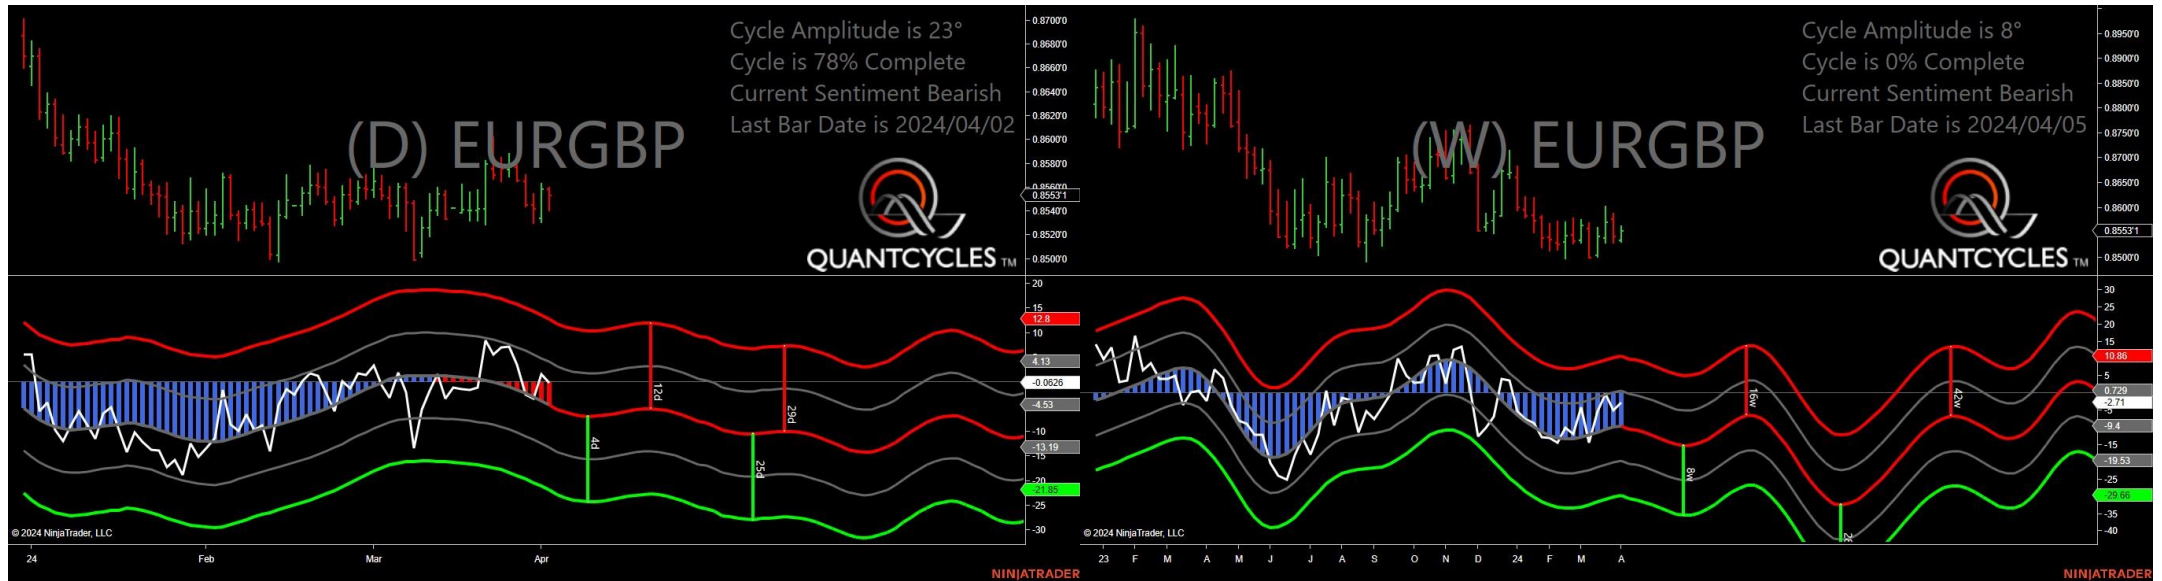 Cycle Amplitude is 23°
Cycle is 78% Complete
Current Sentiment Bearish
Last Bar Date is 2024/04/02
(D) EURGBP
QUANTCYCLES TM
0.8700'0
0.8680'0
0.8660'0
0.8640'0
0.8620'0
0.8600'0
0.8580'0
0.8560'0
0.8553'1
0.8540'0
0.8520'0
0.8500'0
20
15
12.8
10
4.13
-0.0626
-4.53
-10
-13.19
-15
-20
-21.85
-25
-30
4d
12d
25d
29d
© 2024 NinjaTrader, LLC
24 Feb Mar Apr
NINJATRADER
Cycle Amplitude is 8°
Cycle is 0% Complete
Current Sentiment Bearish
Last Bar Date is 2024/04/05
(W) EURGBP
QUANTCYCLES TM
0.8950'0
0.8900'0
0.8850'0
0.8800'0
0.8750'0
0.8700'0
0.8650'0
0.8600'0
0.8553'1
0.8500'0
30
25
20
15
10.86
5
0.729
-2.71
-5
-9.4
-15
-19.53
-25
-29.66
-35
-40
8w
16w
42w
© 2024 NinjaTrader, LLC
23 F M A M J J A S O N D 24 F M A
NINJATRADER